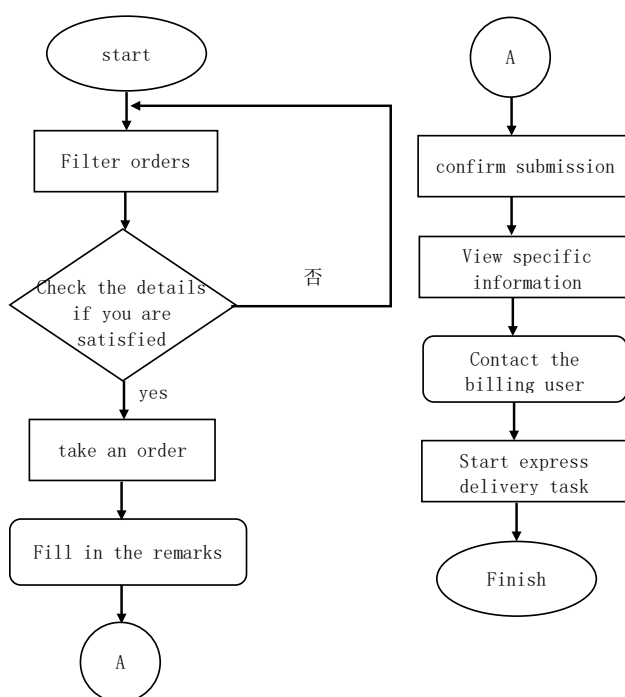 start
Filter orders
Check the details
if you are
satisfied
否
yes
take an order
Fill in the remarks
A
A
confirm submission
View specific
information
Contact the
billing user
Start express
delivery task
Finish